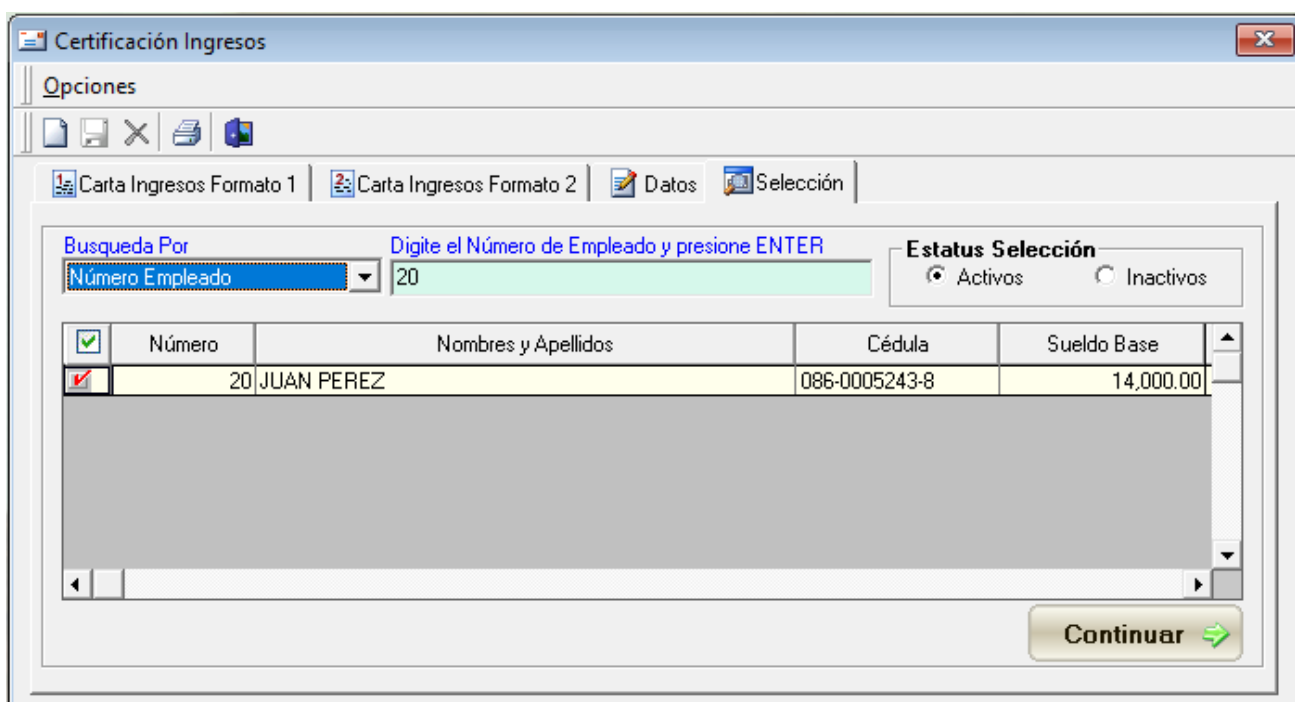 Certificación Ingresos
Opciones
Carta Ingresos Formato 1 Carta Ingresos Formato 2 Datos Selección
Busqueda Por Digite el Número de Empleado y presione ENTER Estatus Selección
Número Empleado 20 Activos Inactivos
Número Nombres y Apellidos Cédula Sueldo Base
20 JUAN PEREZ 086-0005243-8 14,000.00
Continuar